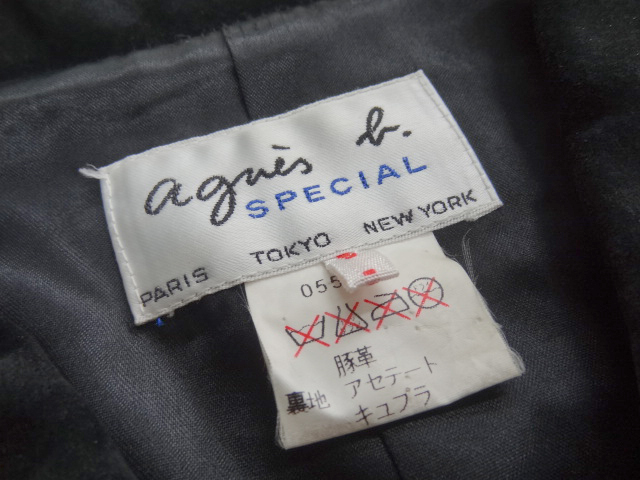 agnès b.
SPECIAL
PARIS TOKYO NEW YORK
055
豚革
裏地 アセテート
キュプラ